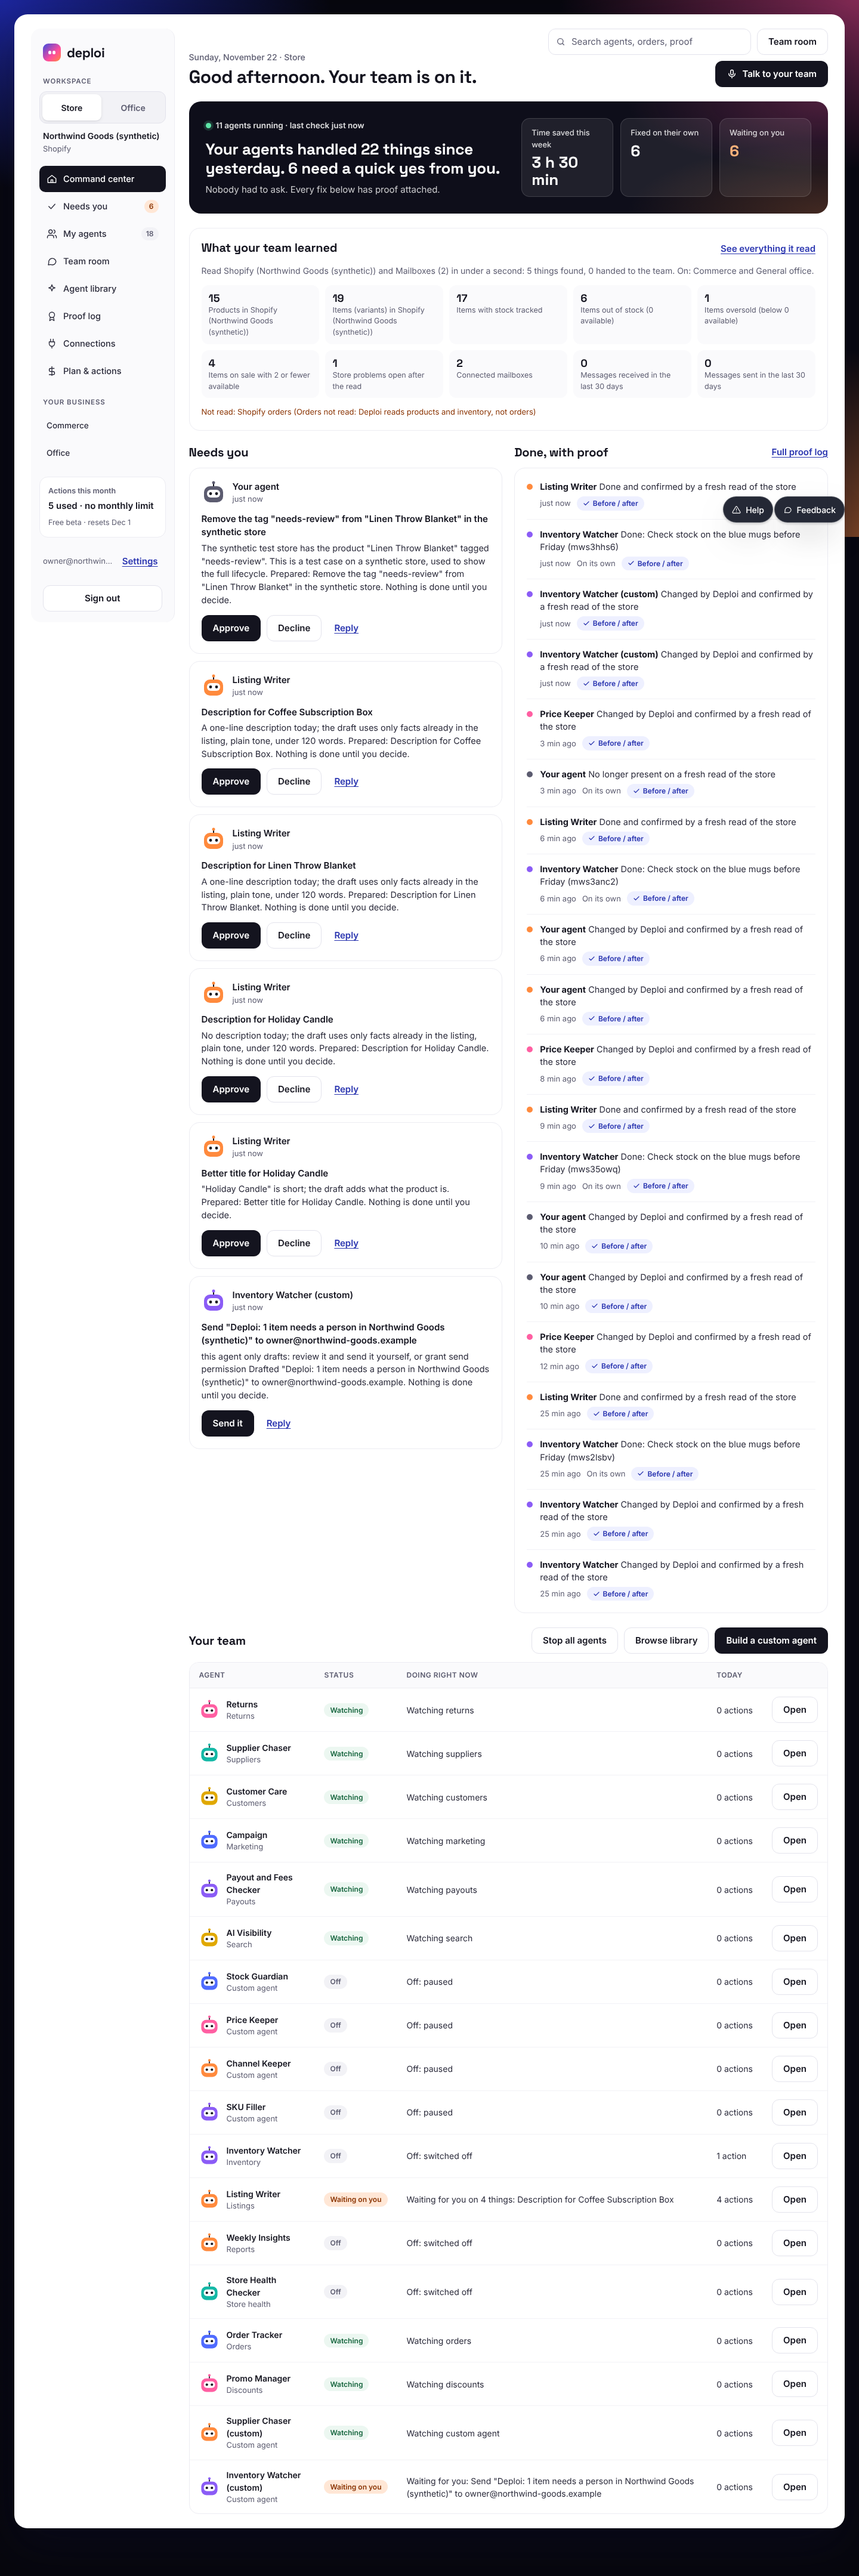 deploi
WORKSPACE
Store
Office
Northwind Goods (synthetic)
Shopify
Command center
Needs you
6
My agents
18
Team room
Agent library
Proof log
Connections
Plan & actions
YOUR BUSINESS
Commerce
Office
Actions this month
5 used · no monthly limit
Free beta · resets Dec 1
owner@northwin...
Settings
Sign out
Search agents, orders, proof
Team room
Sunday, November 22 · Store
Good afternoon. Your team is on it.
Talk to your team
11 agents running · last check just now
Your agents handled 22 things since
yesterday. 6 need a quick yes from you.
Nobody had to ask. Every fix below has proof attached.
Time saved this
week
3 h 30
min
Fixed on their own
6
Waiting on you
6
What your team learned
See everything it read
Read Shopify (Northwind Goods (synthetic)) and Mailboxes (2) in under a second: 5 things found, 0 handed to the team. On: Commerce and General office.
15
Products in Shopify
(Northwind Goods
(synthetic))
19
Items (variants) in Shopify
(Northwind Goods
(synthetic))
17
Items with stock tracked
6
Items out of stock (0
available)
1
Items oversold (below 0
available)
4
Items on sale with 2 or fewer
available
1
Store problems open after
the read
2
Connected mailboxes
0
Messages received in the
last 30 days
0
Messages sent in the last 30
days
Not read: Shopify orders (Orders not read: Deploi reads products and inventory, not orders)
Needs you
Your agent
just now
Remove the tag "needs-review" from "Linen Throw Blanket" in the
synthetic store
The synthetic test store has the product "Linen Throw Blanket" tagged
"needs-review". This is a test case on a synthetic store, used to show
the full lifecycle. Prepared: Remove the tag "needs-review" from
"Linen Throw Blanket" in the synthetic store. Nothing is done until you
decide.
Approve
Decline
Reply
Listing Writer
just now
Description for Coffee Subscription Box
A one-line description today; the draft uses only facts already in the
listing, plain tone, under 120 words. Prepared: Description for Coffee
Subscription Box. Nothing is done until you decide.
Approve
Decline
Reply
Listing Writer
just now
Description for Linen Throw Blanket
A one-line description today; the draft uses only facts already in the
listing, plain tone, under 120 words. Prepared: Description for Linen
Throw Blanket. Nothing is done until you decide.
Approve
Decline
Reply
Listing Writer
just now
Description for Holiday Candle
No description today; the draft uses only facts already in the listing,
plain tone, under 120 words. Prepared: Description for Holiday Candle.
Nothing is done until you decide.
Approve
Decline
Reply
Listing Writer
just now
Better title for Holiday Candle
"Holiday Candle" is short; the draft adds what the product is.
Prepared: Better title for Holiday Candle. Nothing is done until you
decide.
Approve
Decline
Reply
Inventory Watcher (custom)
just now
Send "Deploi: 1 item needs a person in Northwind Goods
(synthetic)" to owner@northwind-goods.example
this agent only drafts: review it and send it yourself, or grant send
permission Drafted "Deploi: 1 item needs a person in Northwind Goods
(synthetic)" to owner@northwind-goods.example. Nothing is done
until you decide.
Send it
Reply
Done, with proof
Full proof log
Listing Writer Done and confirmed by a fresh read of the store
just now Before / after
Help
Feedback
Inventory Watcher Done: Check stock on the blue mugs before
Friday (mws3hhs6)
just now On its own Before / after
Inventory Watcher (custom) Changed by Deploi and confirmed by
a fresh read of the store
just now Before / after
Inventory Watcher (custom) Changed by Deploi and confirmed by
a fresh read of the store
just now Before / after
Price Keeper Changed by Deploi and confirmed by a fresh read of
the store
3 min ago Before / after
Your agent No longer present on a fresh read of the store
3 min ago On its own Before / after
Listing Writer Done and confirmed by a fresh read of the store
6 min ago Before / after
Inventory Watcher Done: Check stock on the blue mugs before
Friday (mws3anc2)
6 min ago On its own Before / after
Your agent Changed by Deploi and confirmed by a fresh read of
the store
6 min ago Before / after
Your agent Changed by Deploi and confirmed by a fresh read of
the store
6 min ago Before / after
Price Keeper Changed by Deploi and confirmed by a fresh read of
the store
8 min ago Before / after
Listing Writer Done and confirmed by a fresh read of the store
9 min ago Before / after
Inventory Watcher Done: Check stock on the blue mugs before
Friday (mws35owq)
9 min ago On its own Before / after
Your agent Changed by Deploi and confirmed by a fresh read of
the store
10 min ago Before / after
Your agent Changed by Deploi and confirmed by a fresh read of
the store
10 min ago Before / after
Price Keeper Changed by Deploi and confirmed by a fresh read of
the store
12 min ago Before / after
Listing Writer Done and confirmed by a fresh read of the store
25 min ago Before / after
Inventory Watcher Done: Check stock on the blue mugs before
Friday (mws2lsbv)
25 min ago On its own Before / after
Inventory Watcher Changed by Deploi and confirmed by a fresh
read of the store
25 min ago Before / after
Inventory Watcher Changed by Deploi and confirmed by a fresh
read of the store
25 min ago Before / after
Your team
Stop all agents
Browse library
Build a custom agent
AGENT STATUS DOING RIGHT NOW TODAY
Returns
Returns
Watching Watching returns 0 actions Open
Supplier Chaser
Suppliers
Watching Watching suppliers 0 actions Open
Customer Care
Customers
Watching Watching customers 0 actions Open
Campaign
Marketing
Watching Watching marketing 0 actions Open
Payout and Fees
Checker
Payouts
Watching Watching payouts 0 actions Open
AI Visibility
Search
Watching Watching search 0 actions Open
Stock Guardian
Custom agent
Off Off: paused 0 actions Open
Price Keeper
Custom agent
Off Off: paused 0 actions Open
Channel Keeper
Custom agent
Off Off: paused 0 actions Open
SKU Filler
Custom agent
Off Off: paused 0 actions Open
Inventory Watcher
Inventory
Off Off: switched off 1 action Open
Listing Writer
Listings
Waiting on you Waiting for you on 4 things: Description for Coffee Subscription Box 4 actions Open
Weekly Insights
Reports
Off Off: switched off 0 actions Open
Store Health
Checker
Store health
Off Off: switched off 0 actions Open
Order Tracker
Orders
Watching Watching orders 0 actions Open
Promo Manager
Discounts
Watching Watching discounts 0 actions Open
Supplier Chaser
(custom)
Custom agent
Watching Watching custom agent 0 actions Open
Inventory Watcher
(custom)
Custom agent
Waiting on you
Waiting for you: Send "Deploi: 1 item needs a person in Northwind Goods
(synthetic)" to owner@northwind-goods.example
0 actions Open